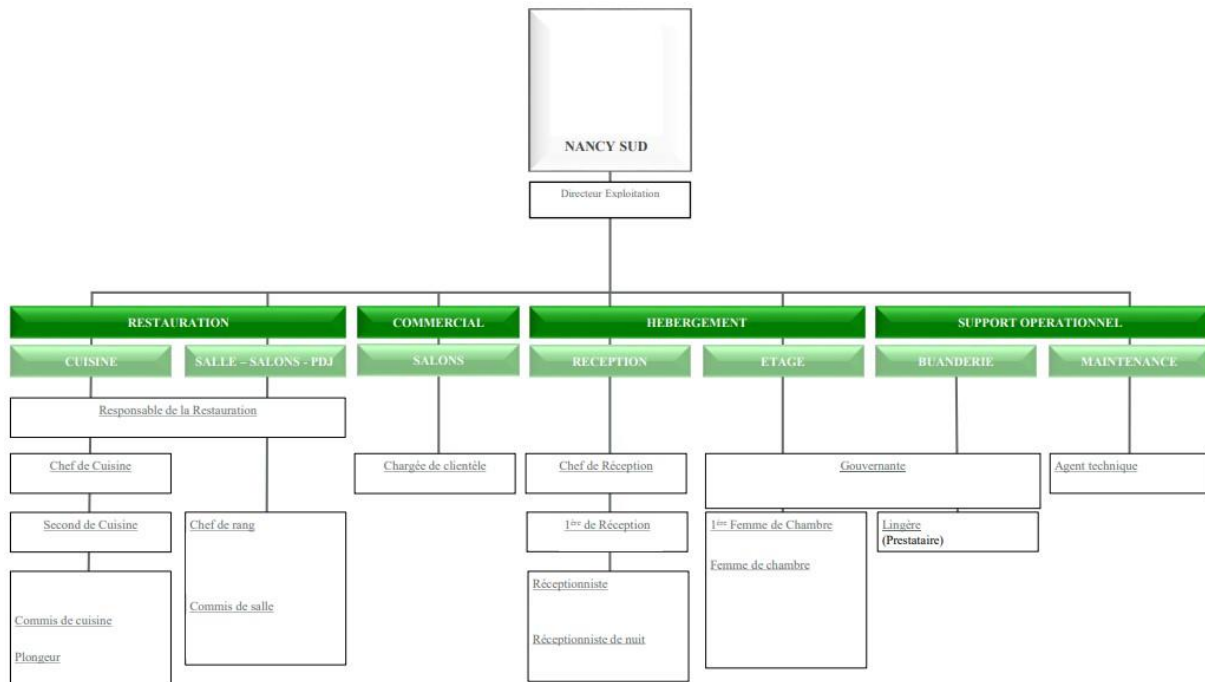 NANCY SUD
Directeur Exploitation
RESTAURATION
COMMERCIAL
HEBERGEMENT
SUPPORT OPERATIONNEL
CUISINE
SALLE – SALONS - PDJ
SALONS
RECEPTION
ETAGE
BUANDERIE
MAINTENANCE
Responsable de la Restauration
Chef de Cuisine
Chargée de clientèle
Chef de Réception
Gouvernante
Agent technique
Second de Cuisine
Chef de rang
1ère de Réception
1ère Femme de Chambre
Lingère
(Prestataire)
Femme de chambre
Réceptionniste
Commis de salle
Commis de cuisine
Réceptionniste de nuit
Plongeur